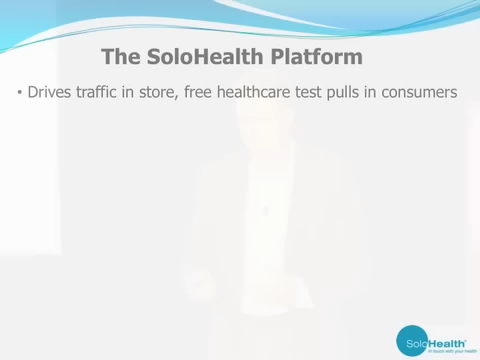 The SoloHealth Platform
• Drives traffic in store, free healthcare test pulls in consumers
SoloHealth
In touch with your health